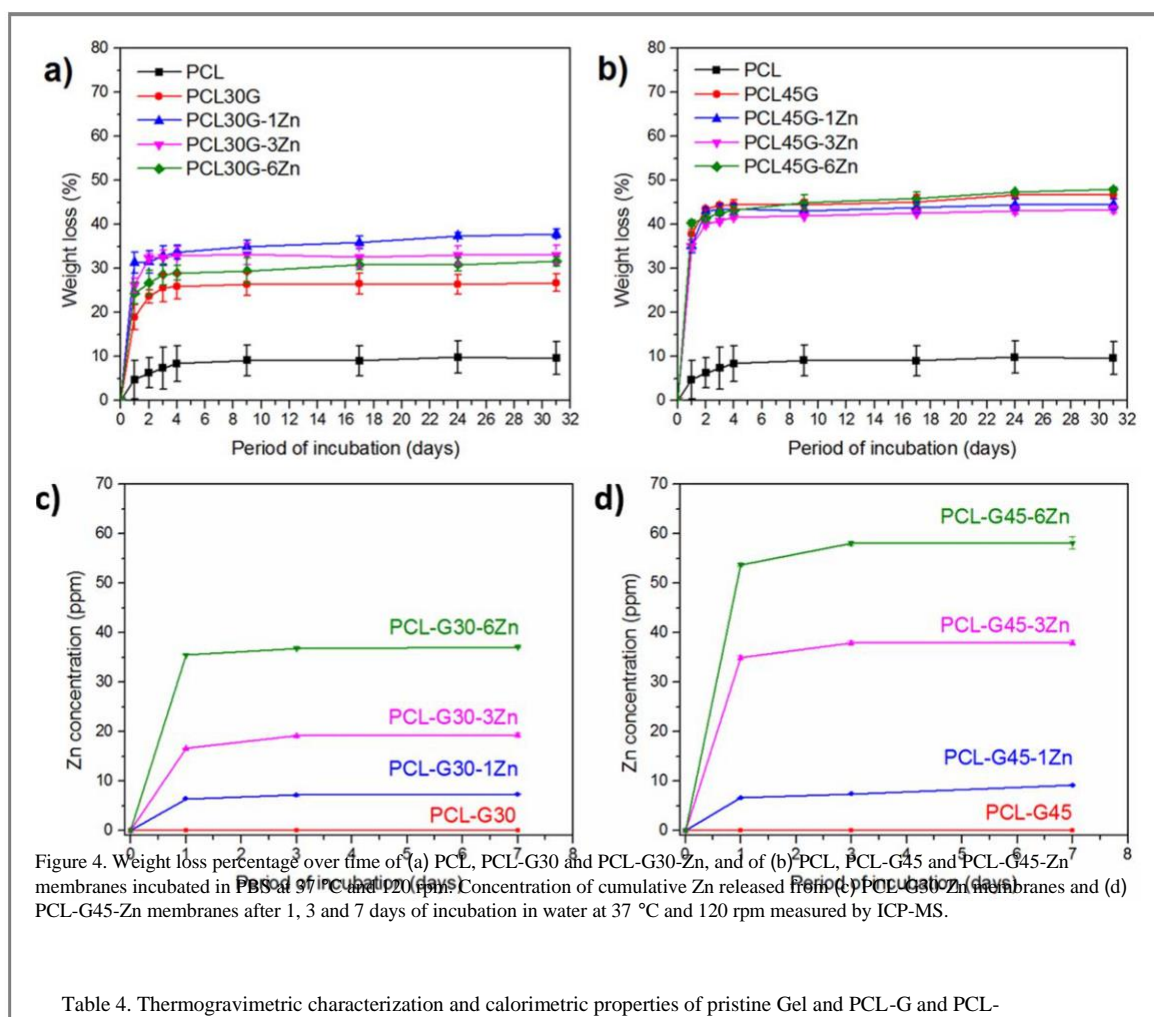 a)
PCL
PCL30G
PCL30G-1Zn
PCL30G-3Zn
PCL30G-6Zn
Weight loss (%)
80
70
60
50
40
30
20
10
0
0 2 4 6 8 10 12 14 16 18 20 22 24 26 28 30 32
Period of incubation (days)
b)
PCL
PCL45G
PCL45G-1Zn
PCL45G-3Zn
PCL45G-6Zn
Weight loss (%)
80
70
60
50
40
30
20
10
0
0 2 4 6 8 10 12 14 16 18 20 22 24 26 28 30 32
Period of incubation (days)
c)
Zn concentration (ppm)
70
60
50
40
30
20
10
0
PCL-G30-6Zn
PCL-G30-3Zn
PCL-G30-1Zn
PCL-G30
0 1 2 3 4 5 6 7 8
Period of incubation (days)
d)
Zn concentration (ppm)
70
60
50
40
30
20
10
0
PCL-G45-6Zn
PCL-G45-3Zn
PCL-G45-1Zn
PCL-G45
0 1 2 3 4 5 6 7 8
Period of incubation (days)
Figure 4. Weight loss percentage over time of (a) PCL, PCL-G30 and PCL-G30-Zn, and of (b) PCL, PCL-G45 and PCL-G45-Zn
membranes incubated in PBS at 37 °C and 120 rpm. Concentration of cumulative Zn released from (c) PCL-G30-Zn membranes and (d)
PCL-G45-Zn membranes after 1, 3 and 7 days of incubation in water at 37 °C and 120 rpm measured by ICP-MS.
Table 4. Thermogravimetric characterization and calorimetric properties of pristine Gel and PCL-G and PCL-